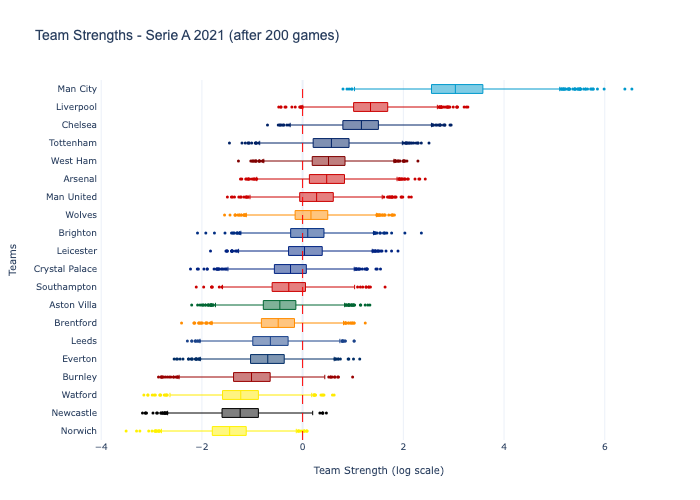 Team Strengths - Serie A 2021 (after 200 games)
Man City
Liverpool
Chelsea
Tottenham
West Ham
Arsenal
Man United
Wolves
Brighton
Leicester
Crystal Palace
Southampton
Aston Villa
Brentford
Leeds
Everton
Burnley
Watford
Newcastle
Norwich
Teams
−4 −2 0 2 4 6
Team Strength (log scale)